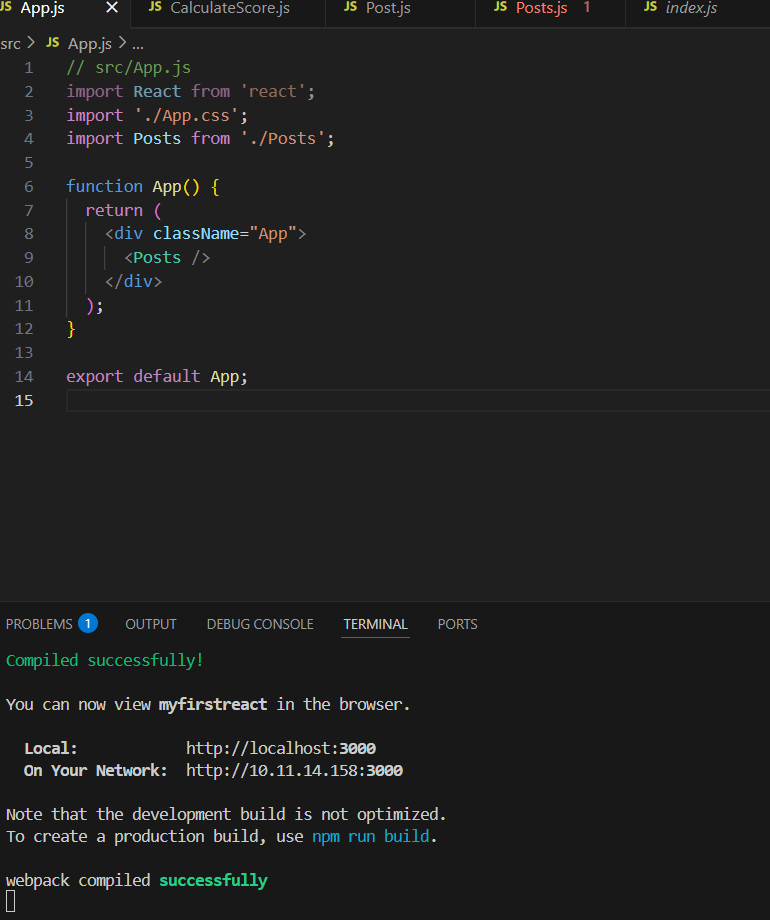 JS App.js × JS CalculateScore.js JS Post.js JS Posts.js 1 JS index.js
src > JS App.js > ...
1 // src/App.js
2 import React from 'react';
3 import './App.css';
4 import Posts from './Posts';
5
6 function App() {
7   return (
8     <div className="App">
9       <Posts />
10     </div>
11   );
12 }
13
14 export default App;
15
PROBLEMS 1 OUTPUT DEBUG CONSOLE TERMINAL PORTS
Compiled successfully!
You can now view myfirstreact in the browser.
Local: http://localhost:3000
On Your Network: http://10.11.14.158:3000
Note that the development build is not optimized.
To create a production build, use npm run build.
webpack compiled successfully